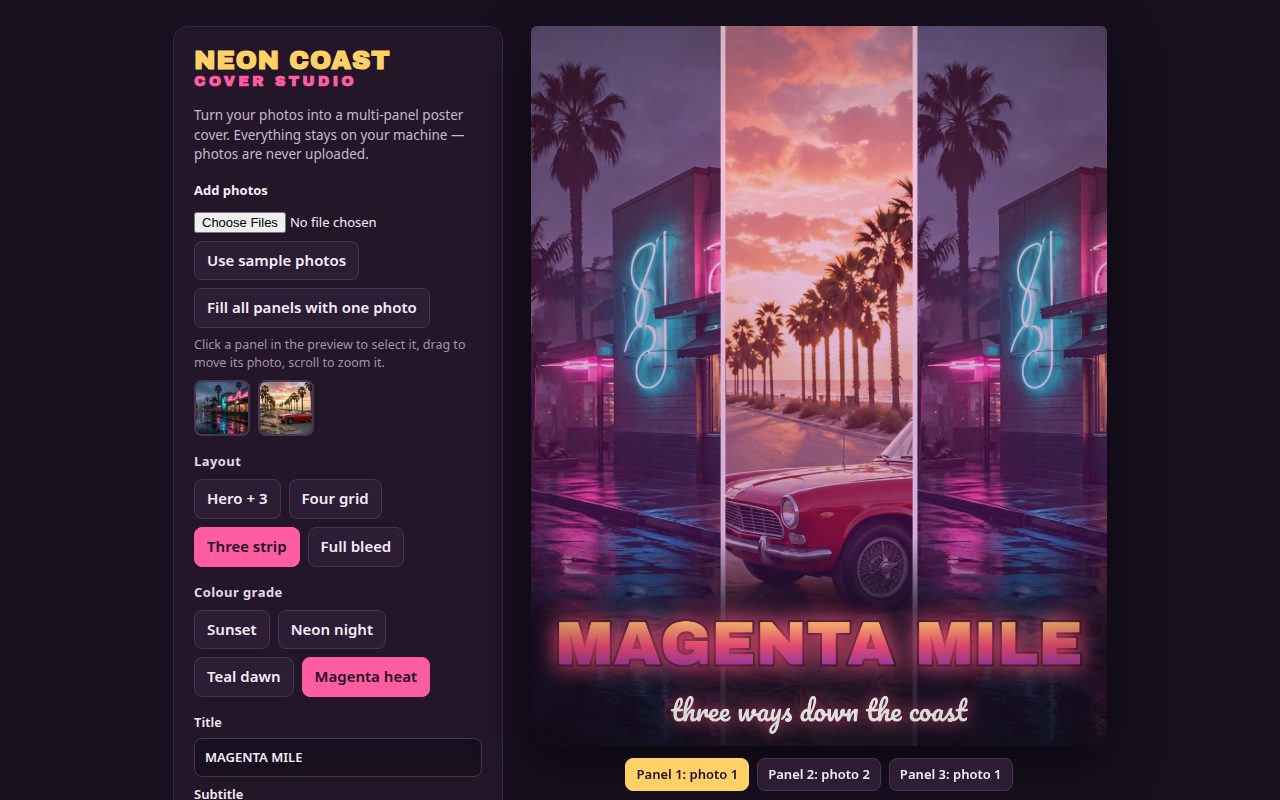 NEON COAST
COVER STUDIO
Turn your photos into a multi-panel poster
cover. Everything stays on your machine —
photos are never uploaded.
Add photos
Choose Files No file chosen
Use sample photos
Fill all panels with one photo
Click a panel in the preview to select it, drag to
move its photo, scroll to zoom it.
Layout
Hero + 3 Four grid
Three strip Full bleed
Colour grade
Sunset Neon night
Teal dawn Magenta heat
Title
MAGENTA MILE
Subtitle
MAGENTA MILE
three ways down the coast
Panel 1: photo 1 Panel 2: photo 2 Panel 3: photo 1